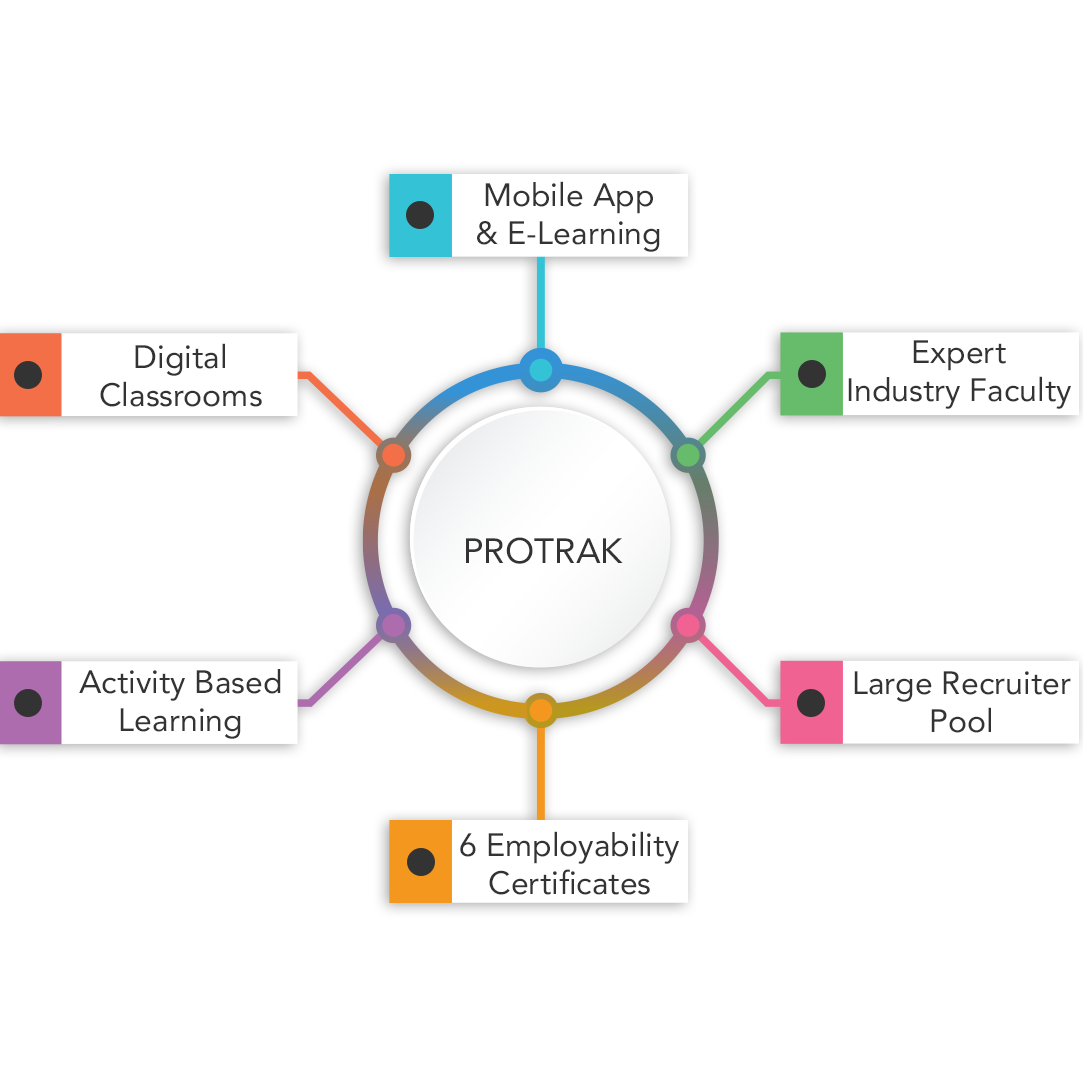 Mobile App
& E-Learning
Digital
Classrooms
Expert
Industry Faculty
PROTRAK
Activity Based
Learning
Large Recruiter
Pool
6 Employability
Certificates